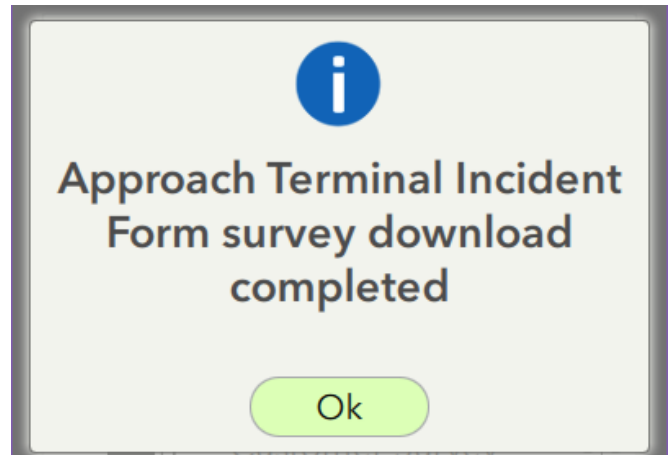 Approach Terminal Incident
Form survey download
completed
Ok